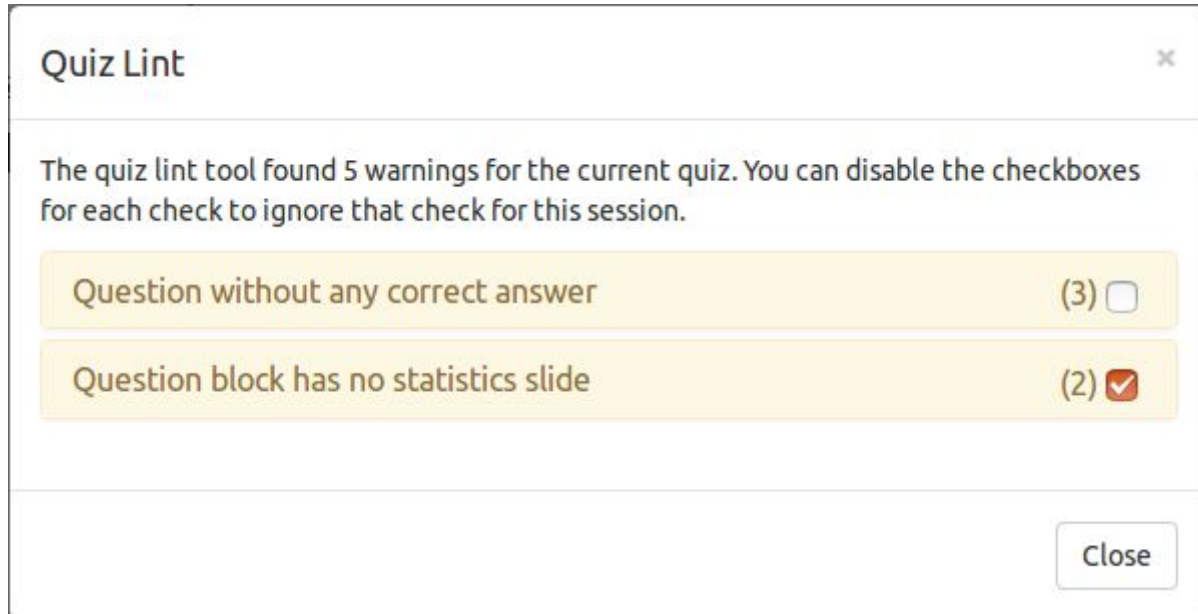 Quiz Lint
×
The quiz lint tool found 5 warnings for the current quiz. You can disable the checkboxes
for each check to ignore that check for this session.
Question without any correct answer (3)
Question block has no statistics slide (2)
Close